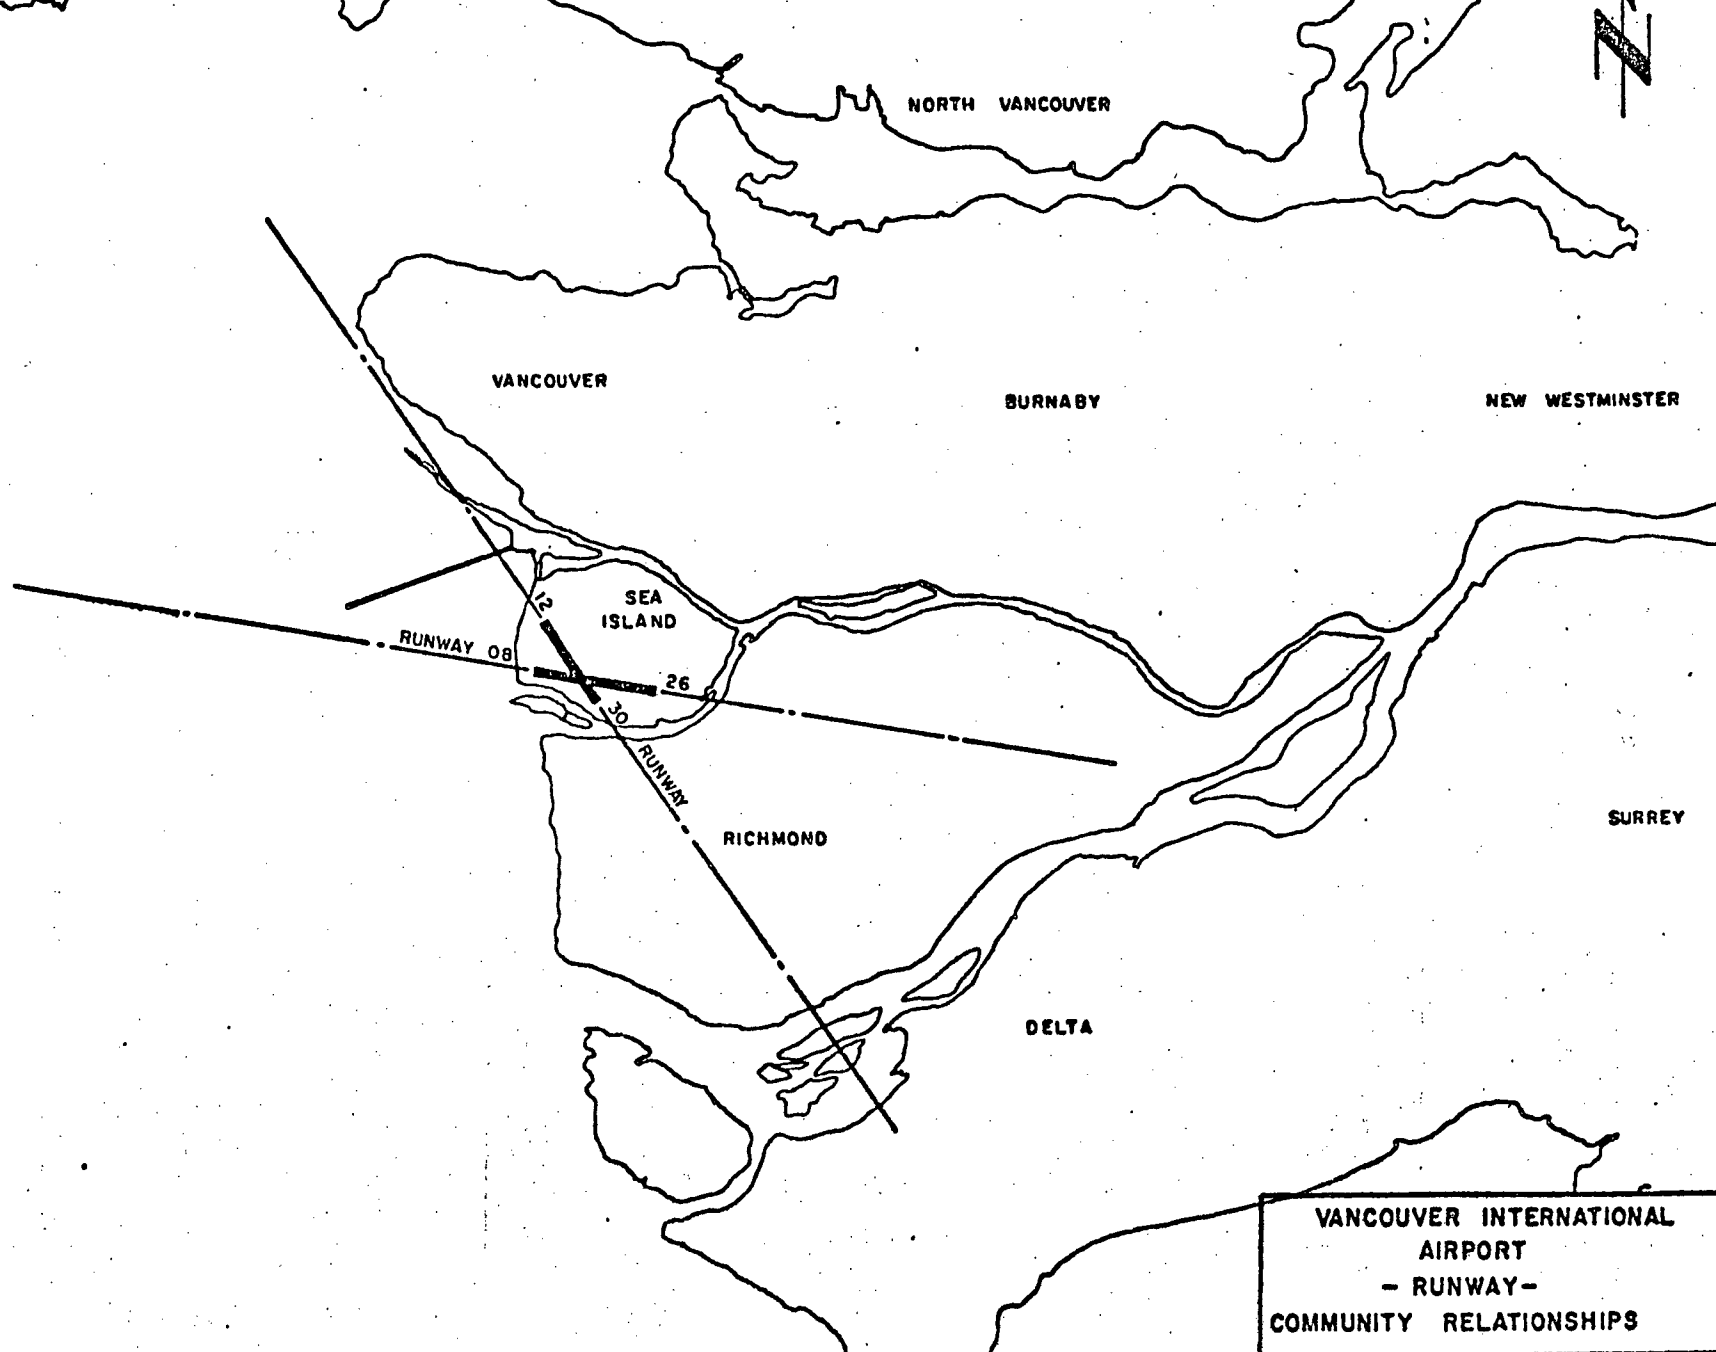 N
NORTH VANCOUVER
VANCOUVER
BURNABY
NEW WESTMINSTER
SEA
ISLAND
12
RUNWAY 08
26
30
RUNWAY
RICHMOND
SURREY
DELTA
VANCOUVER INTERNATIONAL
AIRPORT
- RUNWAY-
COMMUNITY RELATIONSHIPS